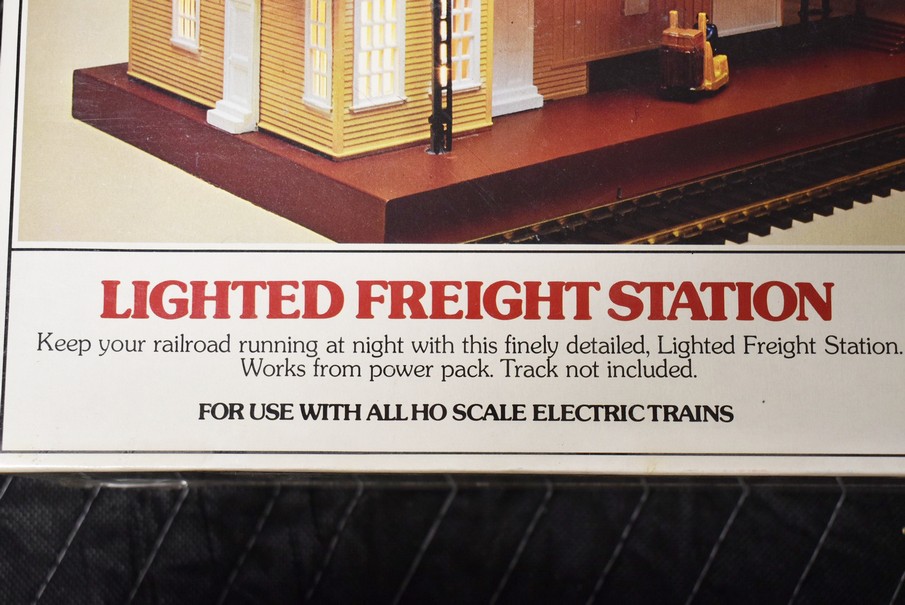 LIGHTED FREIGHT STATION
Keep your railroad running at night with this finely detailed, Lighted Freight Station.
Works from power pack. Track not included.
FOR USE WITH ALL HO SCALE ELECTRIC TRAINS